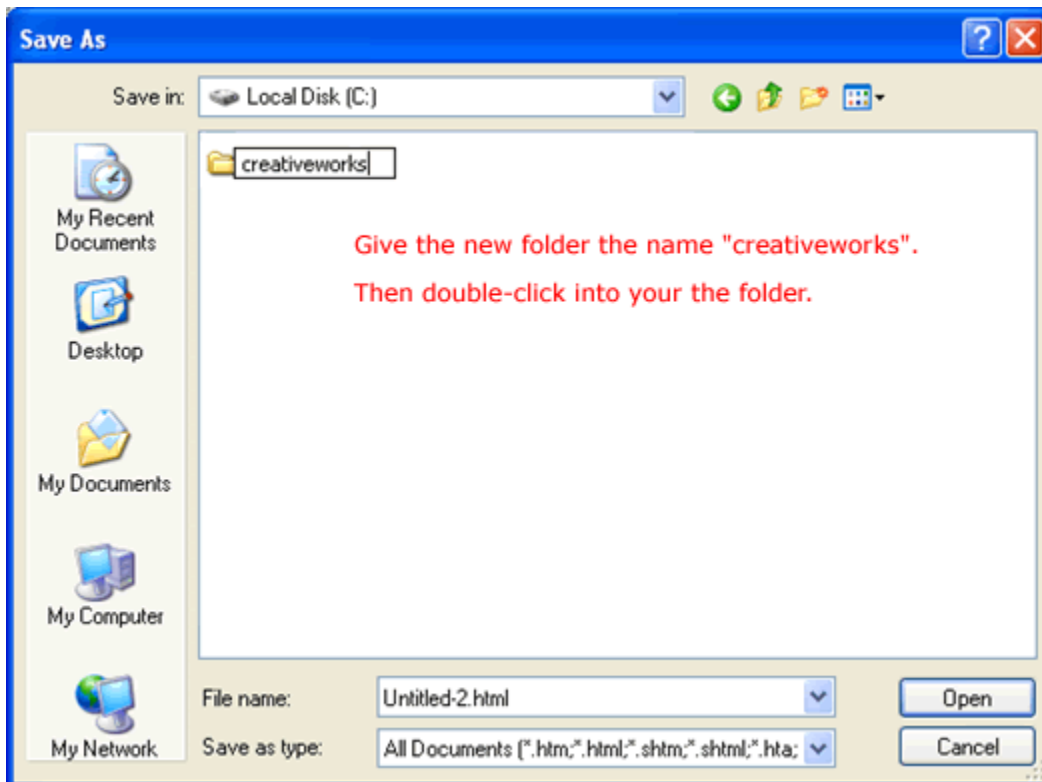 Save As
Save in:
Local Disk (C:)
My Recent
Documents
Desktop
My Documents
My Computer
My Network
creativeworks
Give the new folder the name "creativeworks".
Then double-click into your the folder.
File name:
Untitled-2.html
Open
Save as type:
All Documents (*.htm;*.html;*.shtm;*.shtml;*.hta;
Cancel